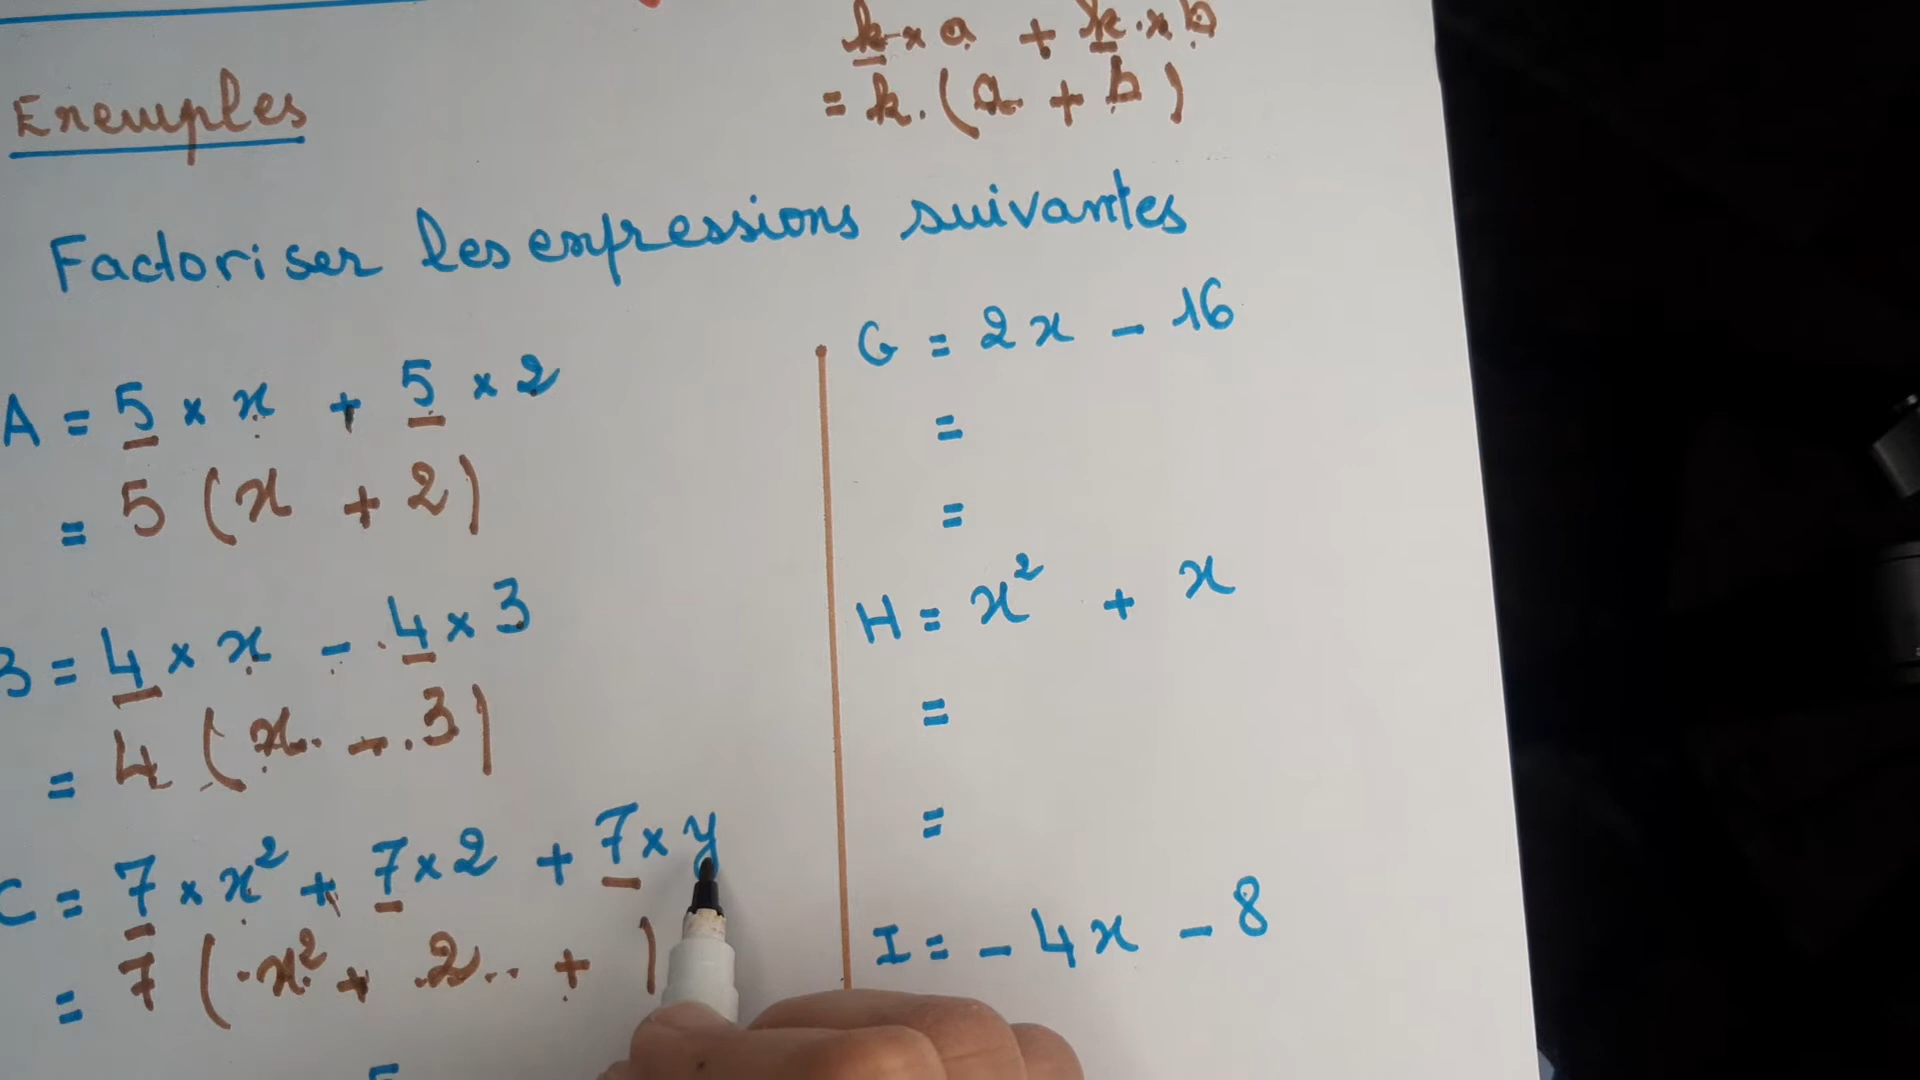 k × a + k × b
= k . ( a + b )
Exemples
Factoriser les expressions suivantes
A = 5 × x + 5 × 2
= 5 ( x + 2 )
B = 4 × x - 4 × 3
= 4 ( x - 3 )
C = 7 × x² + 7 × 2 + 7 × y
= 7 ( x² + 2 + )
G = 2x - 16
=
=
H = x² + x
=
=
I = - 4x - 8